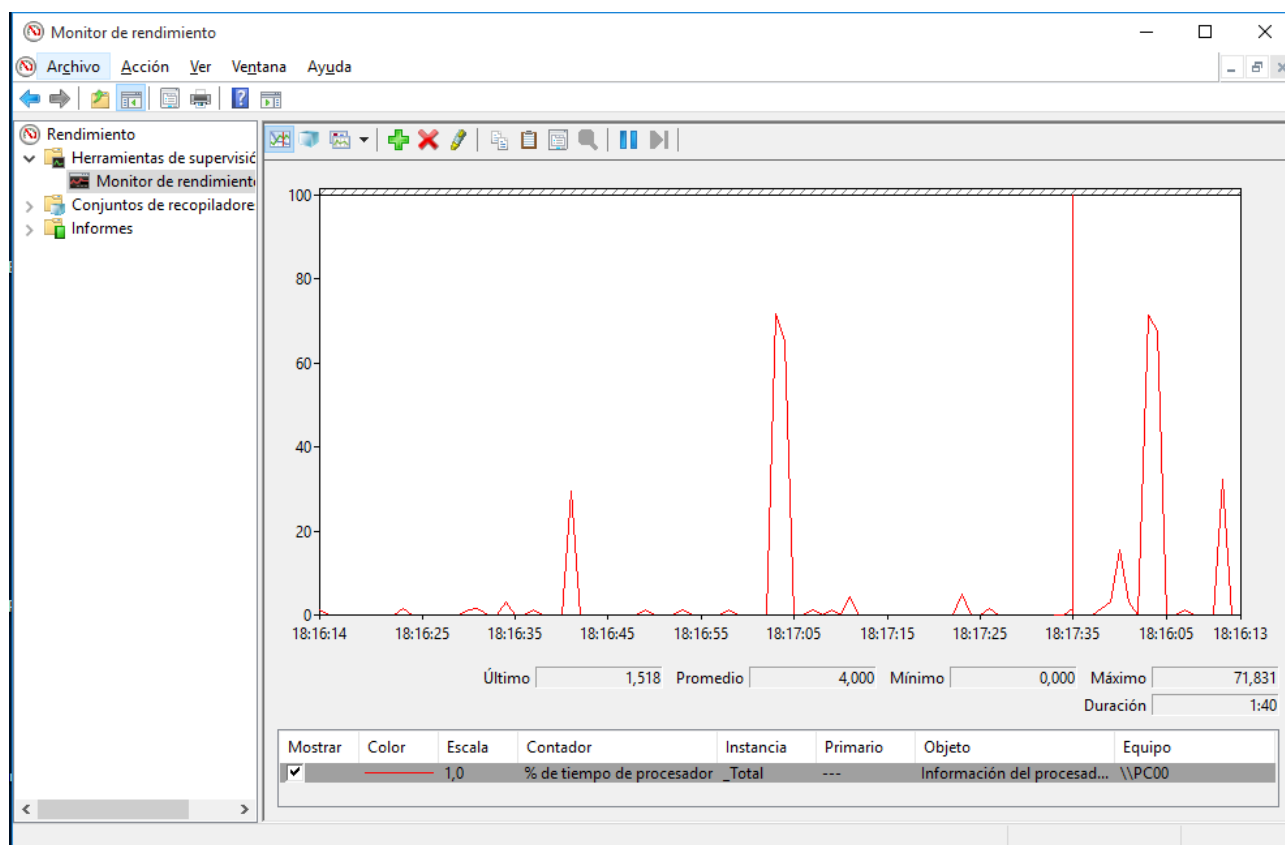 Monitor de rendimiento
Archivo Acción Ver Ventana Ayuda
Rendimiento
Herramientas de supervisió
Monitor de rendimient
Conjuntos de recopiladore
Informes
100
80
60
40
20
0
18:16:14 18:16:25 18:16:35 18:16:45 18:16:55 18:17:05 18:17:15 18:17:25 18:17:35 18:16:05 18:16:13
Último 1,518 Promedio 4,000 Mínimo 0,000 Máximo 71,831
Duración 1:40
Mostrar Color Escala Contador Instancia Primario Objeto Equipo
1,0 % de tiempo de procesador _Total --- Información del procesad... \\PC00